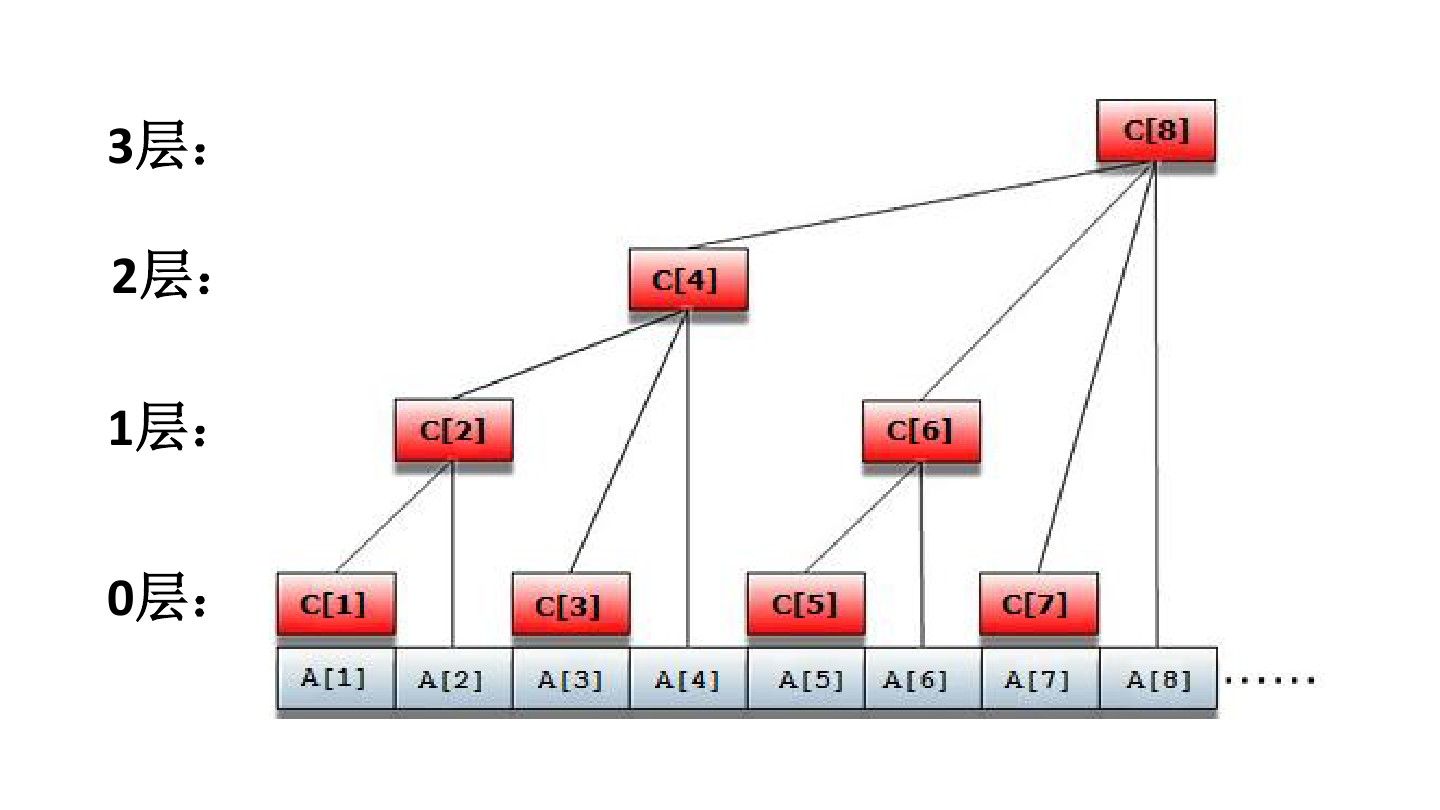 3层： C[8]
2层： C[4]
1层： C[2] C[6]
0层： C[1] C[3] C[5] C[7]
A[1] A[2] A[3] A[4] A[5] A[6] A[7] A[8] ······